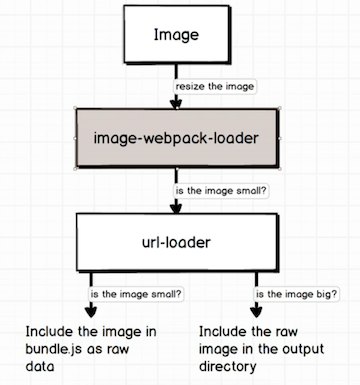 Image
resize the image
image-webpack-loader
is the image small?
url-loader
is the image small?
is the image big?
Include the image in
bundle.js as raw
data
Include the raw
image in the output
directory